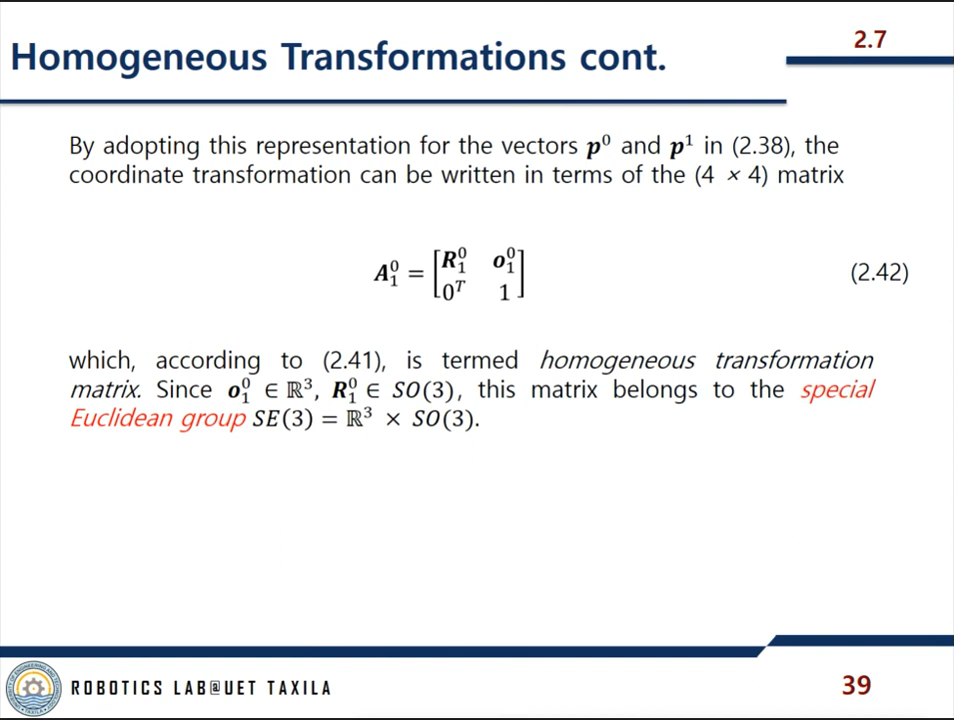 Homogeneous Transformations cont.
2.7
By adopting this representation for the vectors p⁰ and p¹ in (2.38), the
coordinate transformation can be written in terms of the (4 × 4) matrix
A₁⁰ = [R₁⁰ o₁⁰
0ᵀ 1]
(2.42)
which, according to (2.41), is termed homogeneous transformation
matrix. Since o₁⁰ ∈ ℝ³, R₁⁰ ∈ SO(3), this matrix belongs to the special
Euclidean group SE(3) = ℝ³ × SO(3).
ROBOTICS LAB@UET TAXILA
39